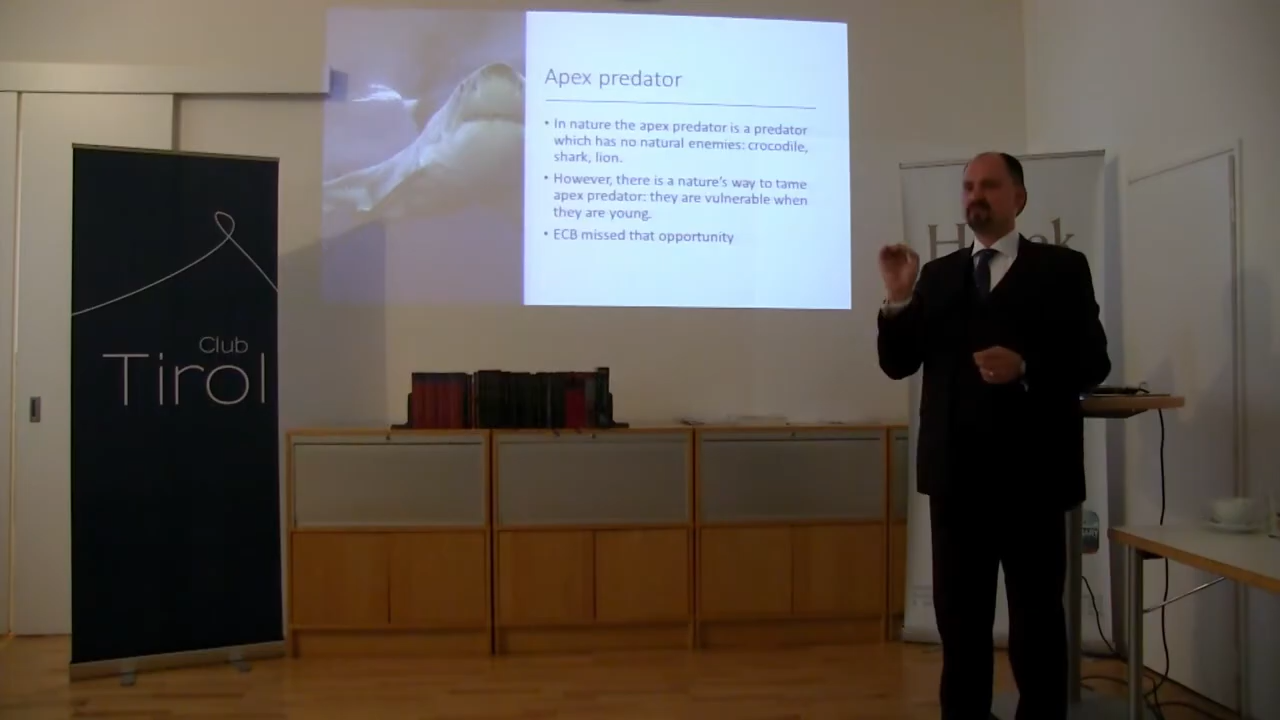 Apex predator
• In nature the apex predator is a predator
which has no natural enemies: crocodile,
shark, lion.
• However, there is a nature's way to tame
apex predator: they are vulnerable when
they are young.
• ECB missed that opportunity
Club
Tirol